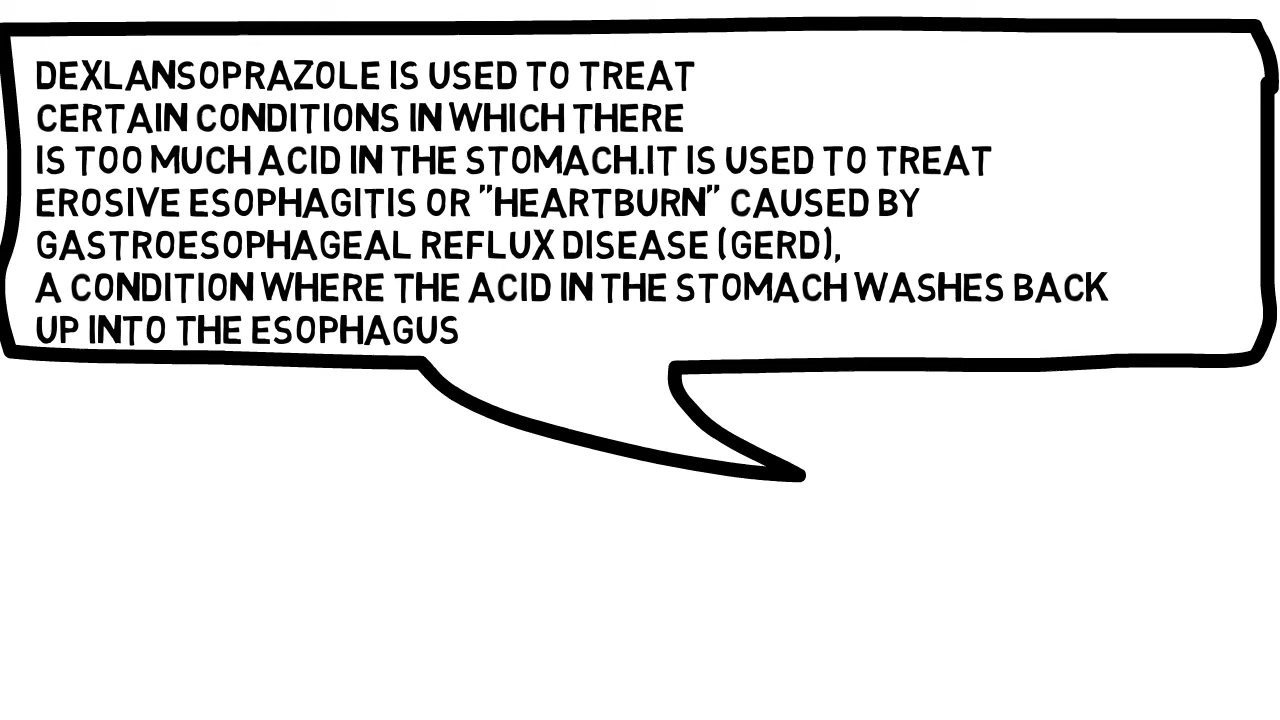 DEXLANSOPRAZOLE IS USED TO TREAT
CERTAIN CONDITIONS IN WHICH THERE
IS TOO MUCH ACID IN THE STOMACH.IT IS USED TO TREAT
EROSIVE ESOPHAGITIS OR "HEARTBURN" CAUSED BY
GASTROESOPHAGEAL REFLUX DISEASE (GERD),
A CONDITION WHERE THE ACID IN THE STOMACH WASHES BACK
UP INTO THE ESOPHAGUS